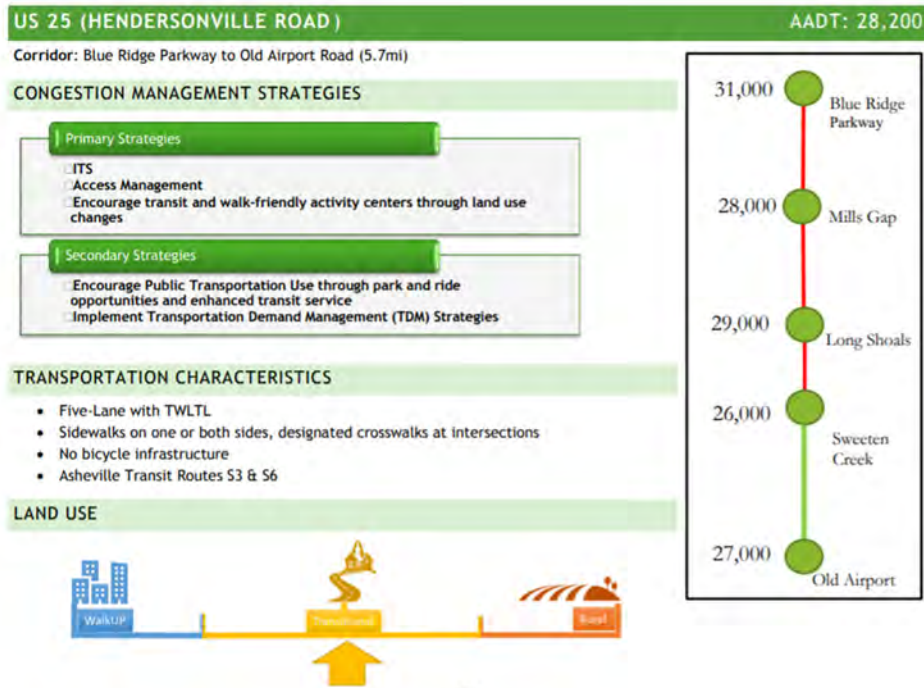 US 25 (HENDERSONVILLE ROAD)
AADT: 28,200
Corridor: Blue Ridge Parkway to Old Airport Road (5.7mi)
CONGESTION MANAGEMENT STRATEGIES
Primary Strategies
ITS
Access Management
Encourage transit and walk-friendly activity centers through land use
changes
Secondary Strategies
Encourage Public Transportation Use through park and ride
opportunities and enhanced transit service
Implement Transportation Demand Management (TDM) Strategies
TRANSPORTATION CHARACTERISTICS
• Five-Lane with TWLTL
• Sidewalks on one or both sides, designated crosswalks at intersections
• No bicycle infrastructure
• Asheville Transit Routes S3 & S6
LAND USE
WalkUP
Transitional
Rural
31,000
Blue Ridge
Parkway
28,000
Mills Gap
29,000
Long Shoals
26,000
Sweeten
Creek
27,000
Old Airport